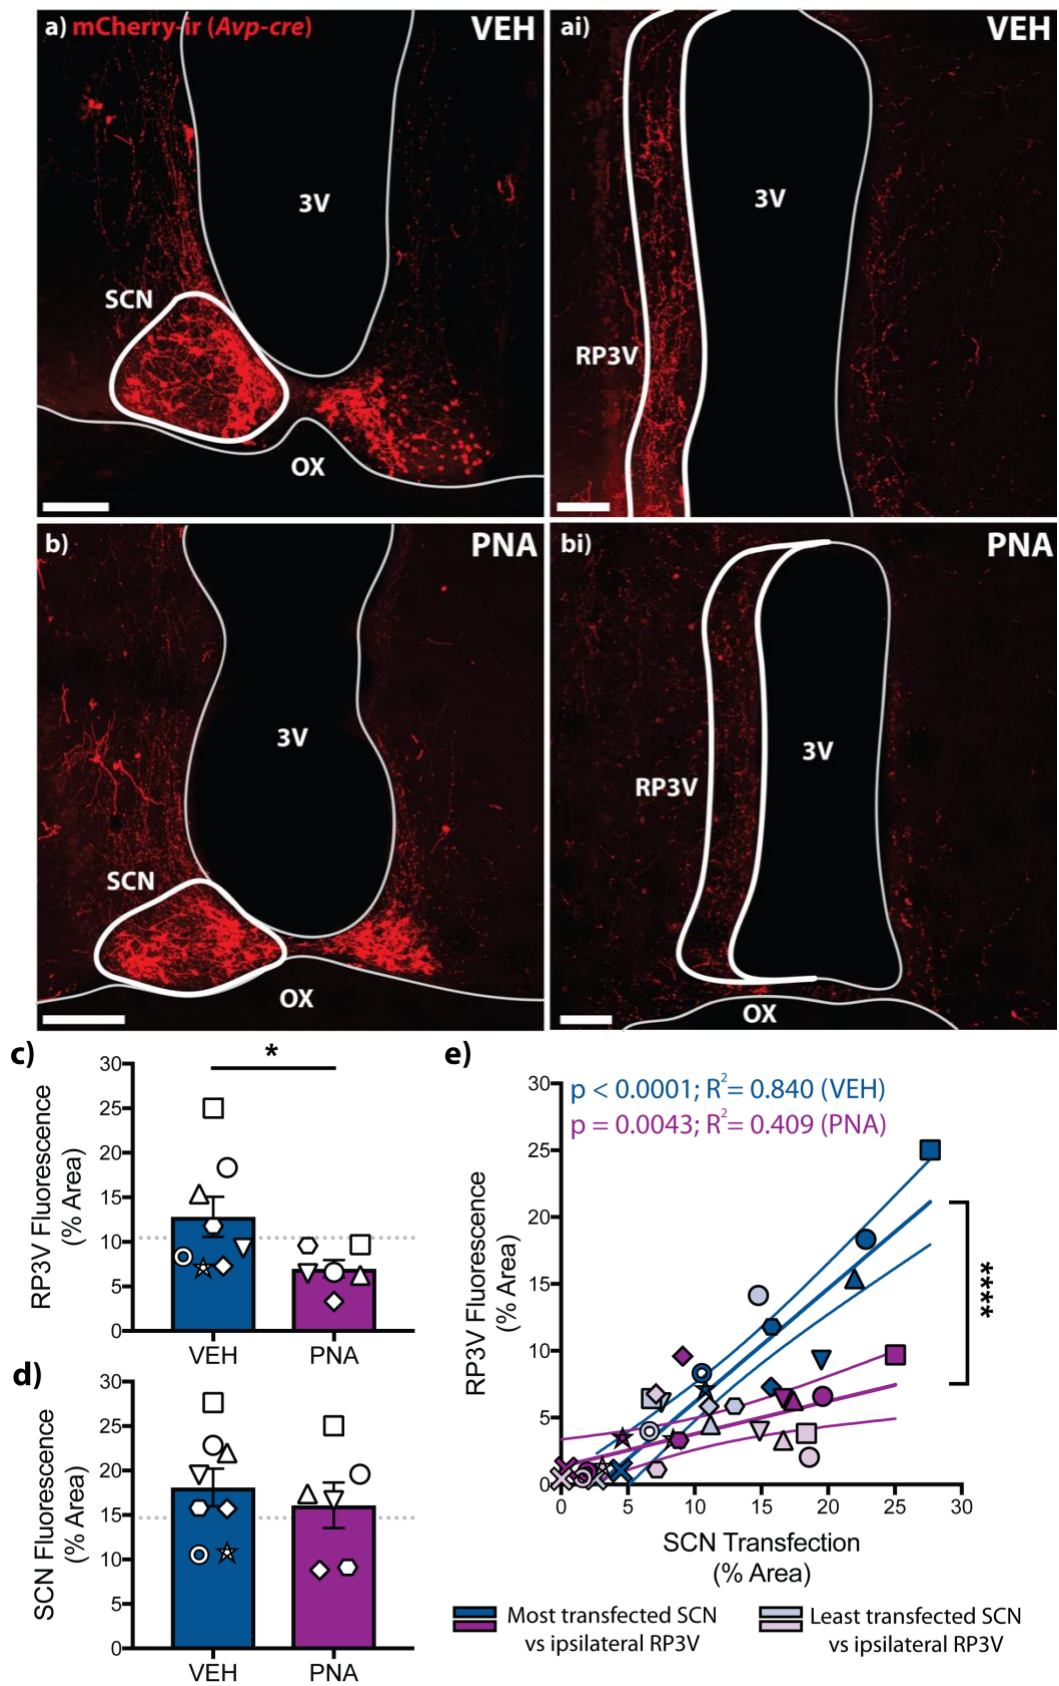 a) mCherry-ir (Avp-cre)
VEH
3V
SCN
OX
ai)
VEH
3V
RP3V
b)
PNA
3V
SCN
OX
bi)
PNA
3V
RP3V
OX
c)
*
RP3V Fluorescence
(% Area)
30
25
20
15
10
5
0
VEH PNA
d)
SCN Fluorescence
(% Area)
30
25
20
15
10
5
0
VEH PNA
e)
p < 0.0001; R²= 0.840 (VEH)
p = 0.0043; R²= 0.409 (PNA)
RP3V Fluorescence
(% Area)
30
25
20
15
10
5
0
****
0 5 10 15 20 25 30
SCN Transfection
(% Area)
Most transfected SCN
vs ipsilateral RP3V
Least transfected SCN
vs ipsilateral RP3V